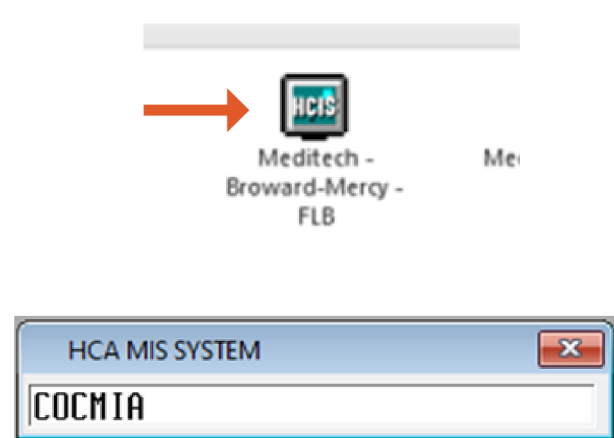 HCIS
Meditech -
Broward-Mercy -
FLB
HCA MIS SYSTEM
COCMIA